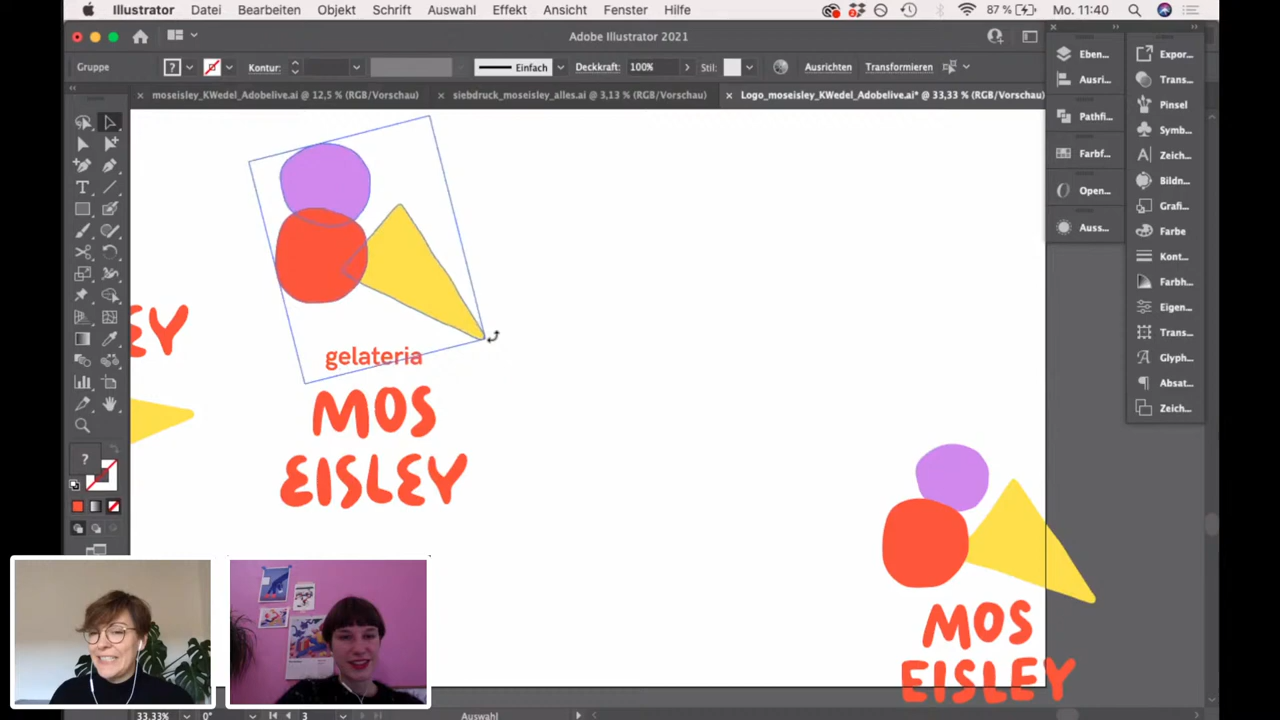 Illustrator Datei Bearbeiten Objekt Schrift Auswahl Effekt Ansicht Fenster Hilfe
2 87 % Mo. 11:40
Adobe Illustrator 2021
Gruppe ? Kontur: Einfach Deckkraft: 100% Stil: Ausrichten Transformieren
moseisley_KWedel_Adobelive.ai @ 12,5 % (RGB/Vorschau)
siebdruck_moseisley_alles.ai @ 3,13 % (RGB/Vorschau)
Logo_moseisley_KWedel_Adobelive.ai* @ 33,33 % (RGB/Vorschau)
Eben...
Ausri...
Pathfi...
Farbf...
Open...
Auss...
Expor...
Trans...
Pinsel
Symb...
Zeich...
Bildn...
Grafi...
Farbe
Kont...
Farbh...
Eigen...
Trans...
Glyph...
Absat...
Zeich...
EY
gelateria
MOS
EISLEY
MOS
EISLEY
?
33,33% 0° 3 Auswahl